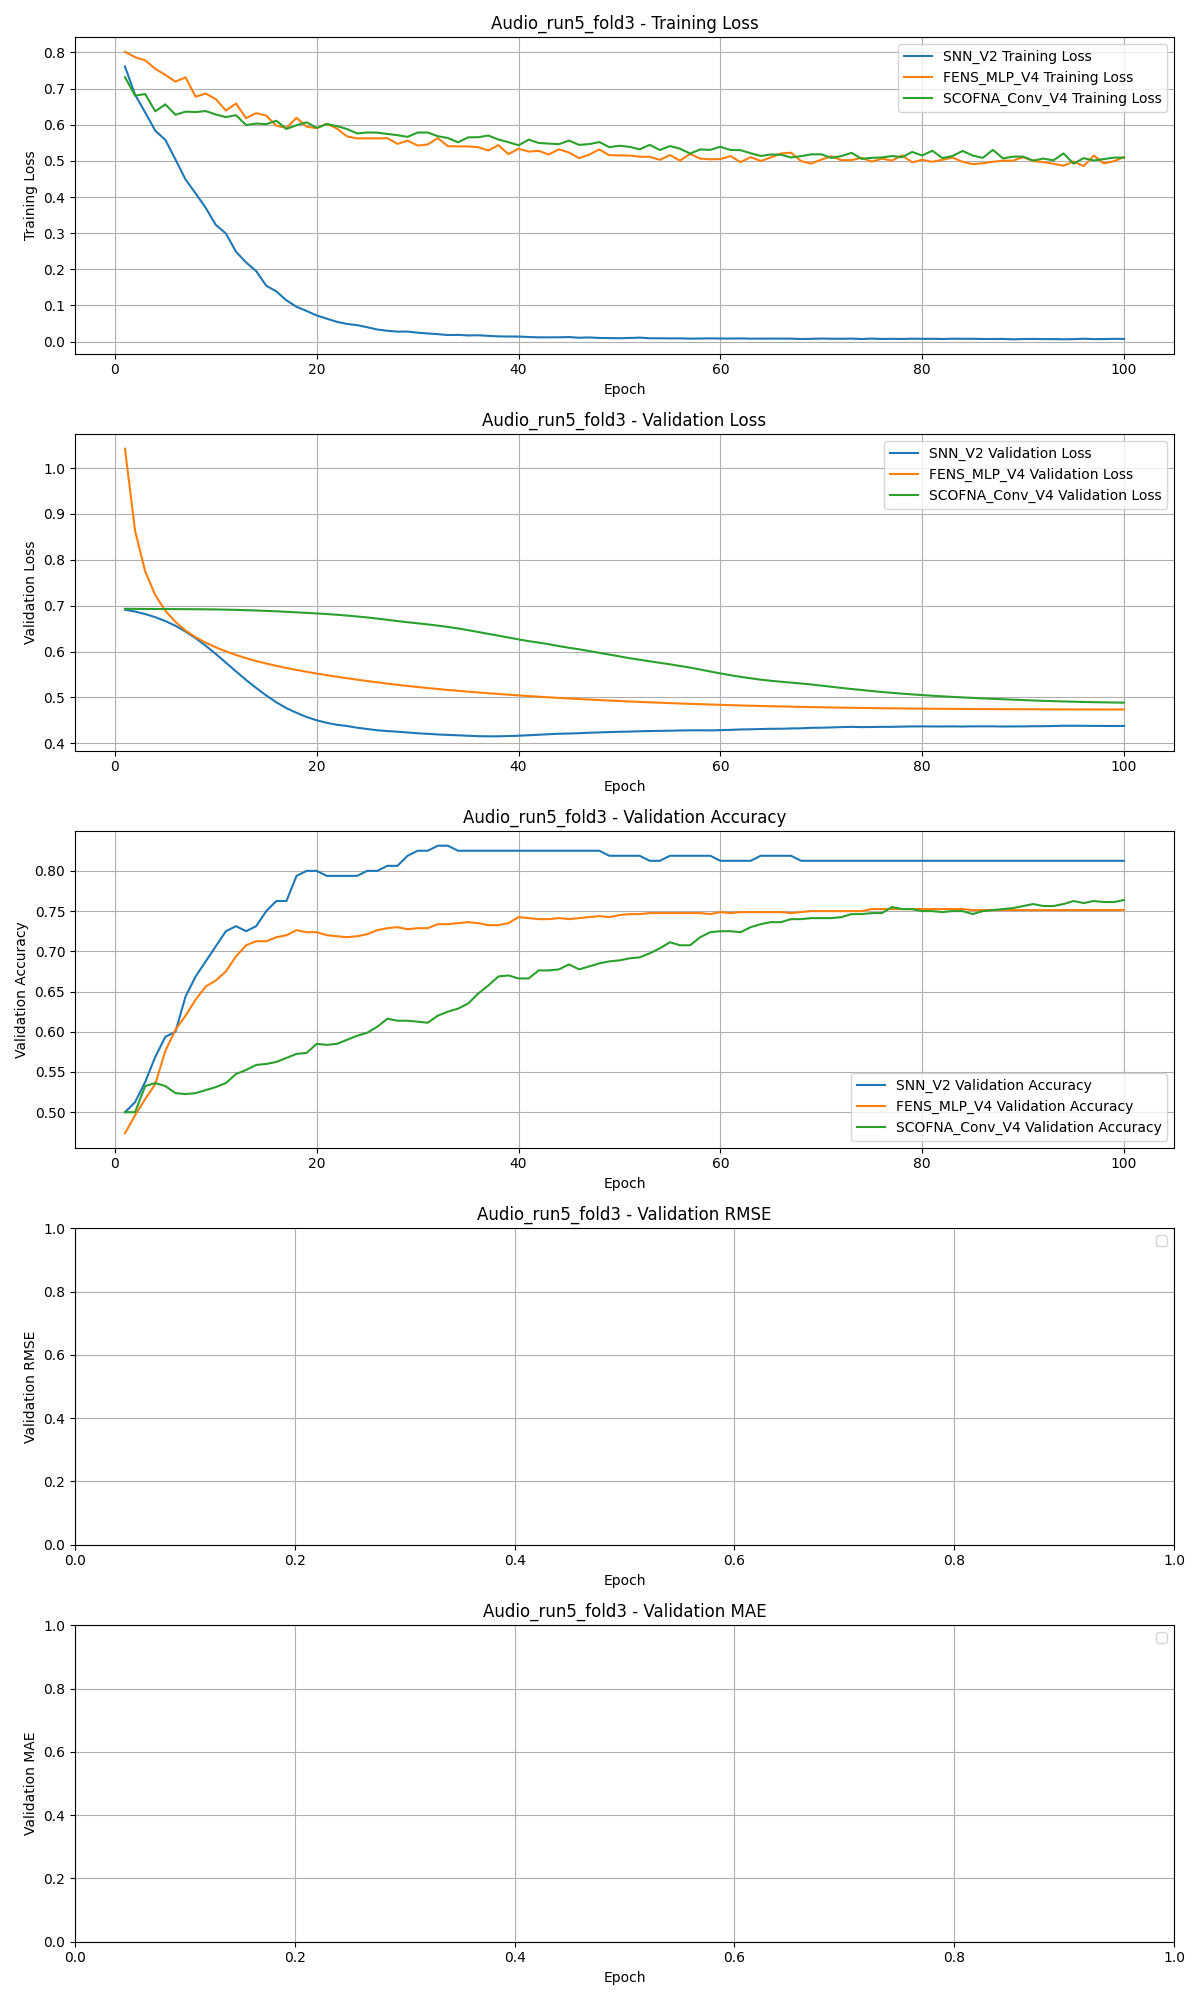 Audio_run5_fold3 - Training Loss
SNN_V2 Training Loss
FENS_MLP_V4 Training Loss
SCOFNA_Conv_V4 Training Loss
0.8
0.7
0.6
0.5
0.4
0.3
0.2
0.1
0.0
Training Loss
0 20 40 60 80 100
Epoch
Audio_run5_fold3 - Validation Loss
SNN_V2 Validation Loss
FENS_MLP_V4 Validation Loss
SCOFNA_Conv_V4 Validation Loss
1.0
0.9
0.8
0.7
0.6
0.5
0.4
Validation Loss
0 20 40 60 80 100
Epoch
Audio_run5_fold3 - Validation Accuracy
0.80
0.75
0.70
0.65
0.60
0.55
0.50
Validation Accuracy
SNN_V2 Validation Accuracy
FENS_MLP_V4 Validation Accuracy
SCOFNA_Conv_V4 Validation Accuracy
0 20 40 60 80 100
Epoch
Audio_run5_fold3 - Validation RMSE
1.0
0.8
0.6
0.4
0.2
0.0
Validation RMSE
0.0 0.2 0.4 0.6 0.8 1.0
Epoch
Audio_run5_fold3 - Validation MAE
1.0
0.8
0.6
0.4
0.2
0.0
Validation MAE
0.0 0.2 0.4 0.6 0.8 1.0
Epoch